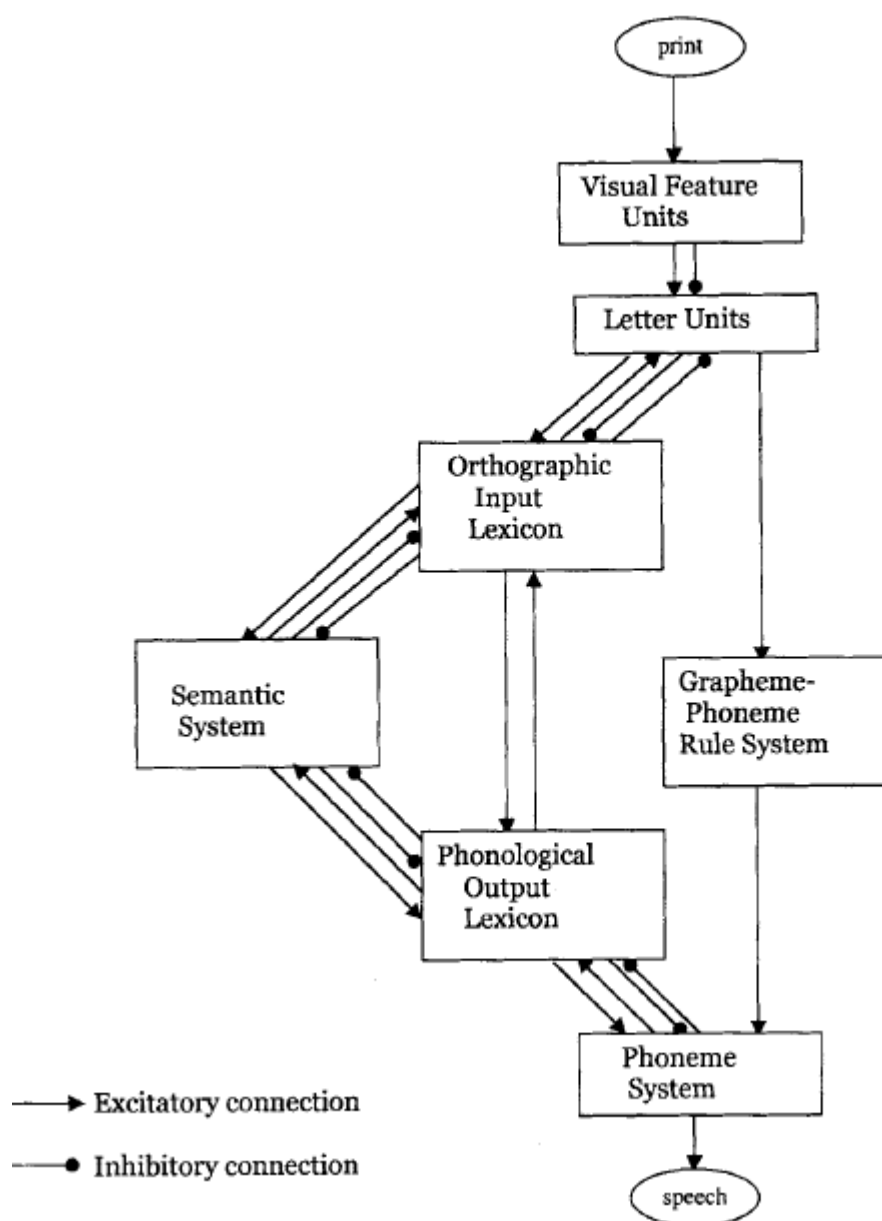 print
Visual Feature
Units
Letter Units
Orthographic
Input
Lexicon
Semantic
System
Grapheme-
Phoneme
Rule System
Phonological
Output
Lexicon
Phoneme
System
Excitatory connection
Inhibitory connection
speech